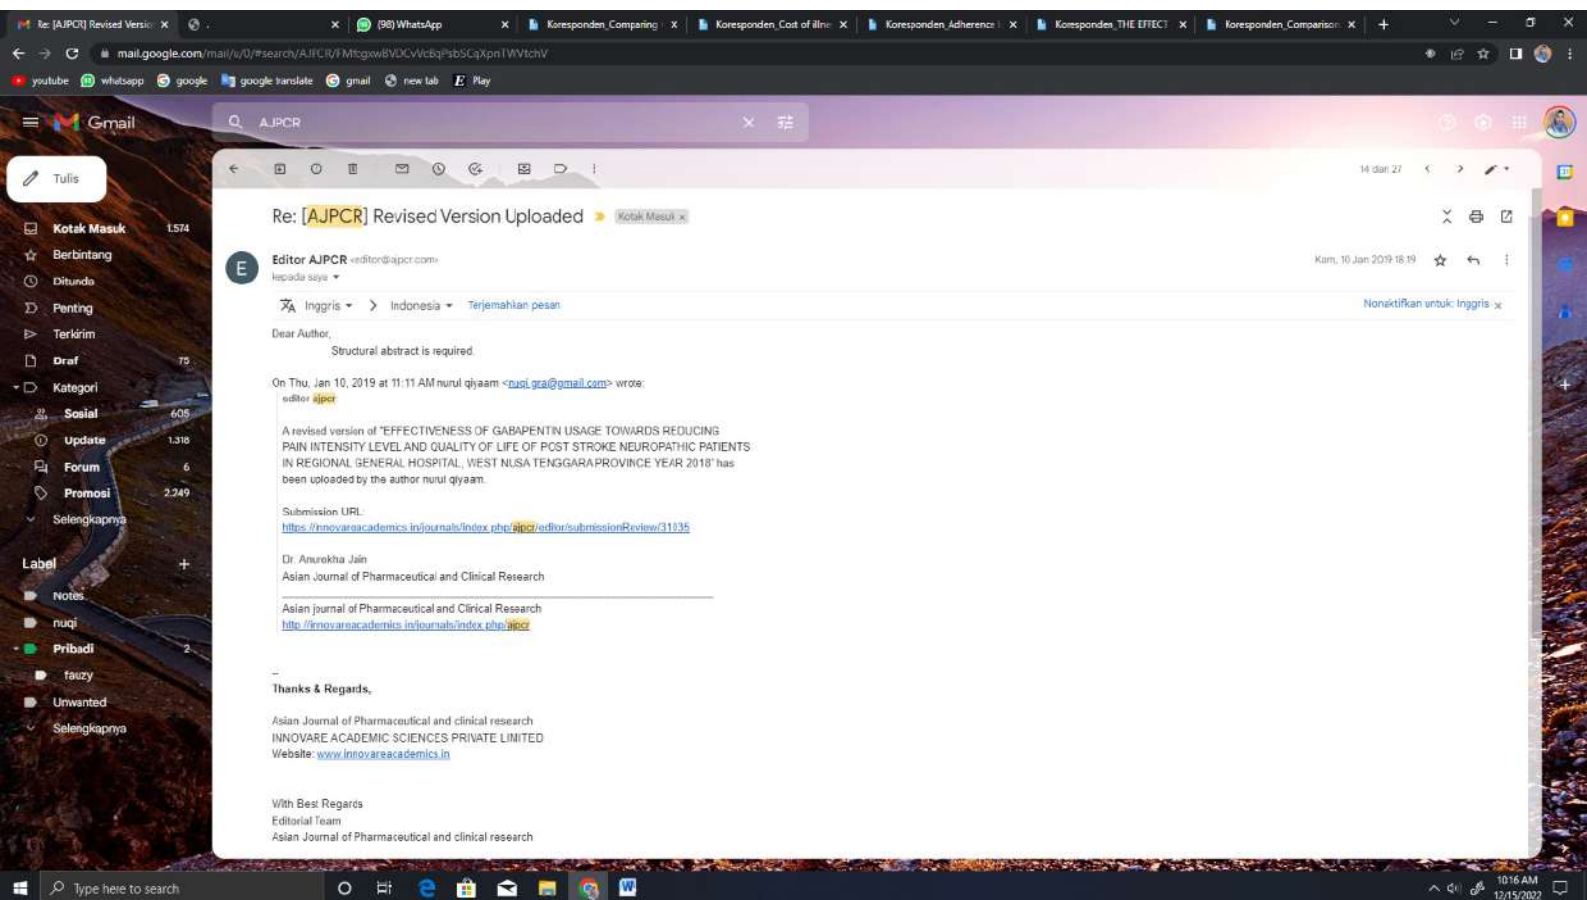 Re: [AJPCR] Revised Versio
(98) WhatsApp
Koresponden_Comparing
Koresponden_Cost of illne
Koresponden_Adherence
Koresponden_THE EFFECT
Koresponden_Comparison
mail.google.com/mail/u/0/#search/AJPCR/
youtube whatsapp google google translate gmail new tab Play
Gmail
AJPCR
Tulis
14 dari 27
Re: [AJPCR] Revised Version Uploaded
Kotak Masuk x
Kotak Masuk 1.574
Berbintang
Ditunda
Penting
Terkirim
Draf 75
Kategori
Sosial 605
Update 1.318
Forum 6
Promosi 2.249
Selengkapnya
Label
Notes
nuqi
Pribadi 2
fauzy
Unwanted
Selengkapnya
E
Editor AJPCR <editor@ajpcr.com>
Kam, 10 Jan 2019 18.19
kepada saya
Inggris > Indonesia Terjemahkan pesan
Nonaktifkan untuk: Inggris x
Dear Author,
Structural abstract is required.
On Thu, Jan 10, 2019 at 11:11 AM nurul qiyaam <nuqi.gra@gmail.com> wrote:
editor ajpcr:
A revised version of "EFFECTIVENESS OF GABAPENTIN USAGE TOWARDS REDUCING
PAIN INTENSITY LEVEL AND QUALITY OF LIFE OF POST STROKE NEUROPATHIC PATIENTS
IN REGIONAL GENERAL HOSPITAL, WEST NUSA TENGGARA PROVINCE YEAR 2018" has
been uploaded by the author nurul qiyaam.
Submission URL:
https://innovareacademics.in/journals/index.php/ajpcr/editor/submissionReview/31035
Dr. Anurekha Jain
Asian Journal of Pharmaceutical and Clinical Research
Asian journal of Pharmaceutical and Clinical Research
http://innovareacademics.in/journals/index.php/ajpcr
--
Thanks & Regards,
Asian Journal of Pharmaceutical and clinical research
INNOVARE ACADEMIC SCIENCES PRIVATE LIMITED
Website: www.innovareacademics.in
With Best Regards
Editorial Team
Asian Journal of Pharmaceutical and clinical research
Type here to search
10:16 AM
12/15/2022